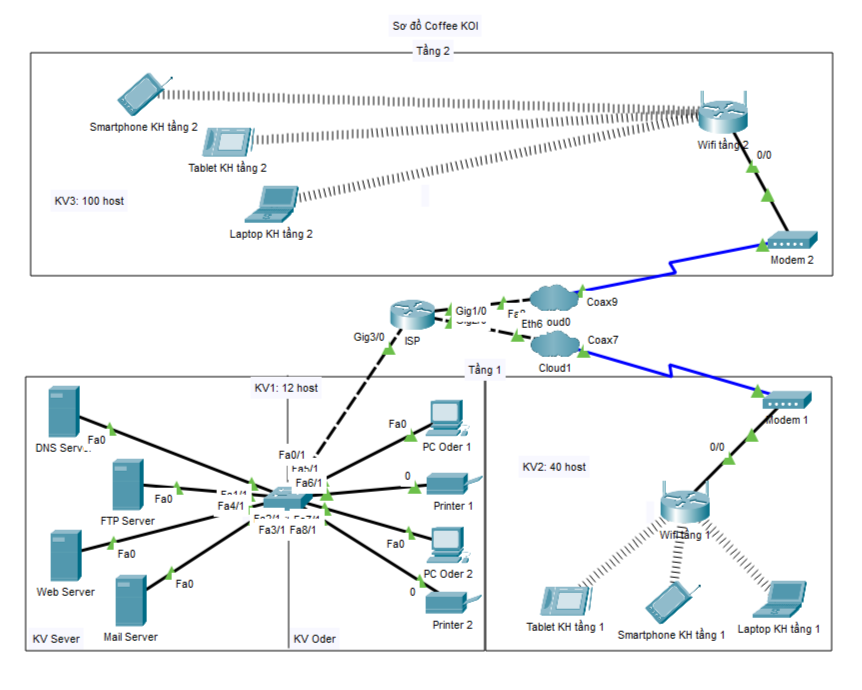 Sơ đồ Coffee KOI
Tầng 2
Smartphone KH tầng 2
Tablet KH tầng 2
KV3: 100 host
Laptop KH tầng 2
Wifi tầng 2
0/0
Modem 2
Gig1/0
Coax9
Eth6
Coax7
Cloud1
ISP
Gig3/0
Tầng 1
KV1: 12 host
DNS
Fa0
FTP Server
Fa0
Web Server
Fa0
Mail Server
Fa0
KV Sever
Fa0/1
Fa6/1
Fa4/1
Fa3/1
Fa8/1
Fa0
PC Oder 1
0
Printer 1
Fa0
PC Oder 2
0
Printer 2
KV Oder
KV2: 40 host
Modem 1
0/0
Wifi tầng 1
Tablet KH tầng 1
Smartphone KH tầng 1
Laptop KH tầng 1